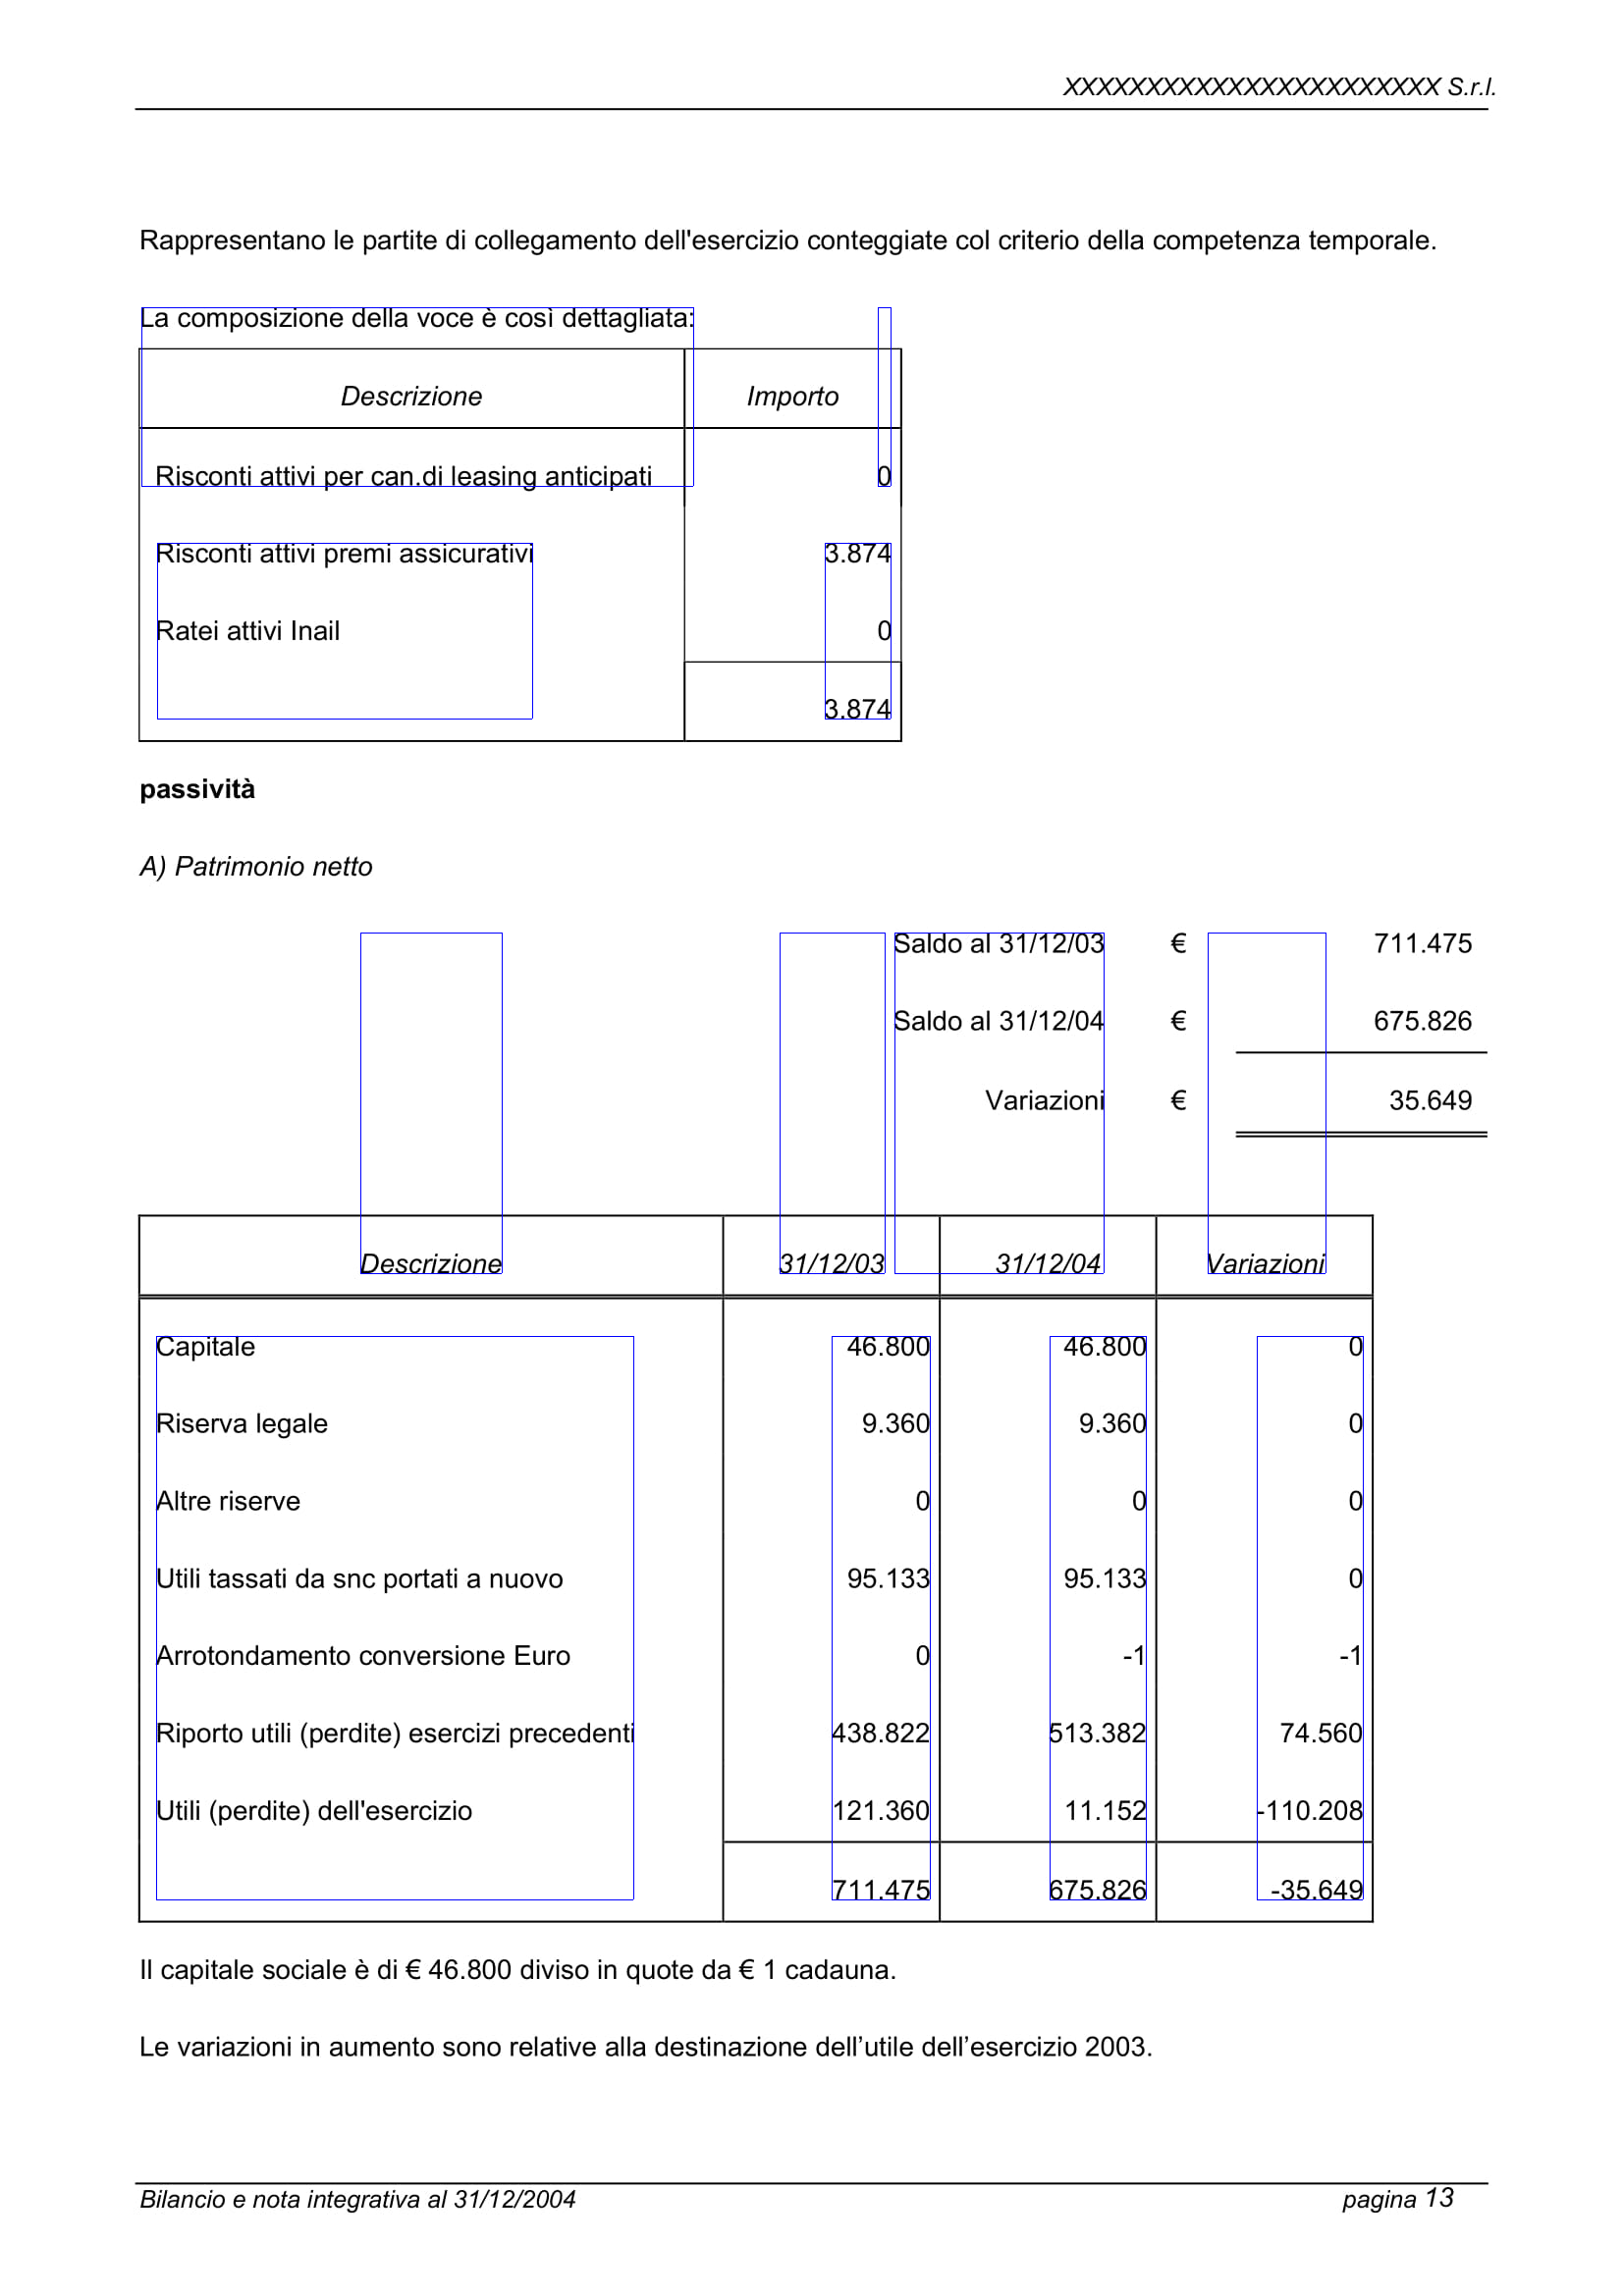 XXXXXXXXXXXXXXXXXXXXXXX S.r.l.
Rappresentano le partite di collegamento dell'esercizio conteggiate col criterio della competenza temporale.
La composizione della voce è così dettagliata:
Descrizione Importo
Risconti attivi per can.di leasing anticipati 0
Risconti attivi premi assicurativi 3.874
Ratei attivi Inail 0
3.874
passività
A) Patrimonio netto
Saldo al 31/12/03 € 711.475
Saldo al 31/12/04 € 675.826
Variazioni € 35.649
Descrizione 31/12/03 31/12/04 Variazioni
Capitale 46.800 46.800 0
Riserva legale 9.360 9.360 0
Altre riserve 0 0 0
Utili tassati da snc portati a nuovo 95.133 95.133 0
Arrotondamento conversione Euro 0 -1 -1
Riporto utili (perdite) esercizi precedenti 438.822 513.382 74.560
Utili (perdite) dell'esercizio 121.360 11.152 -110.208
711.475 675.826 -35.649
Il capitale sociale è di € 46.800 diviso in quote da € 1 cadauna.
Le variazioni in aumento sono relative alla destinazione dell’utile dell’esercizio 2003.
Bilancio e nota integrativa al 31/12/2004 pagina 13